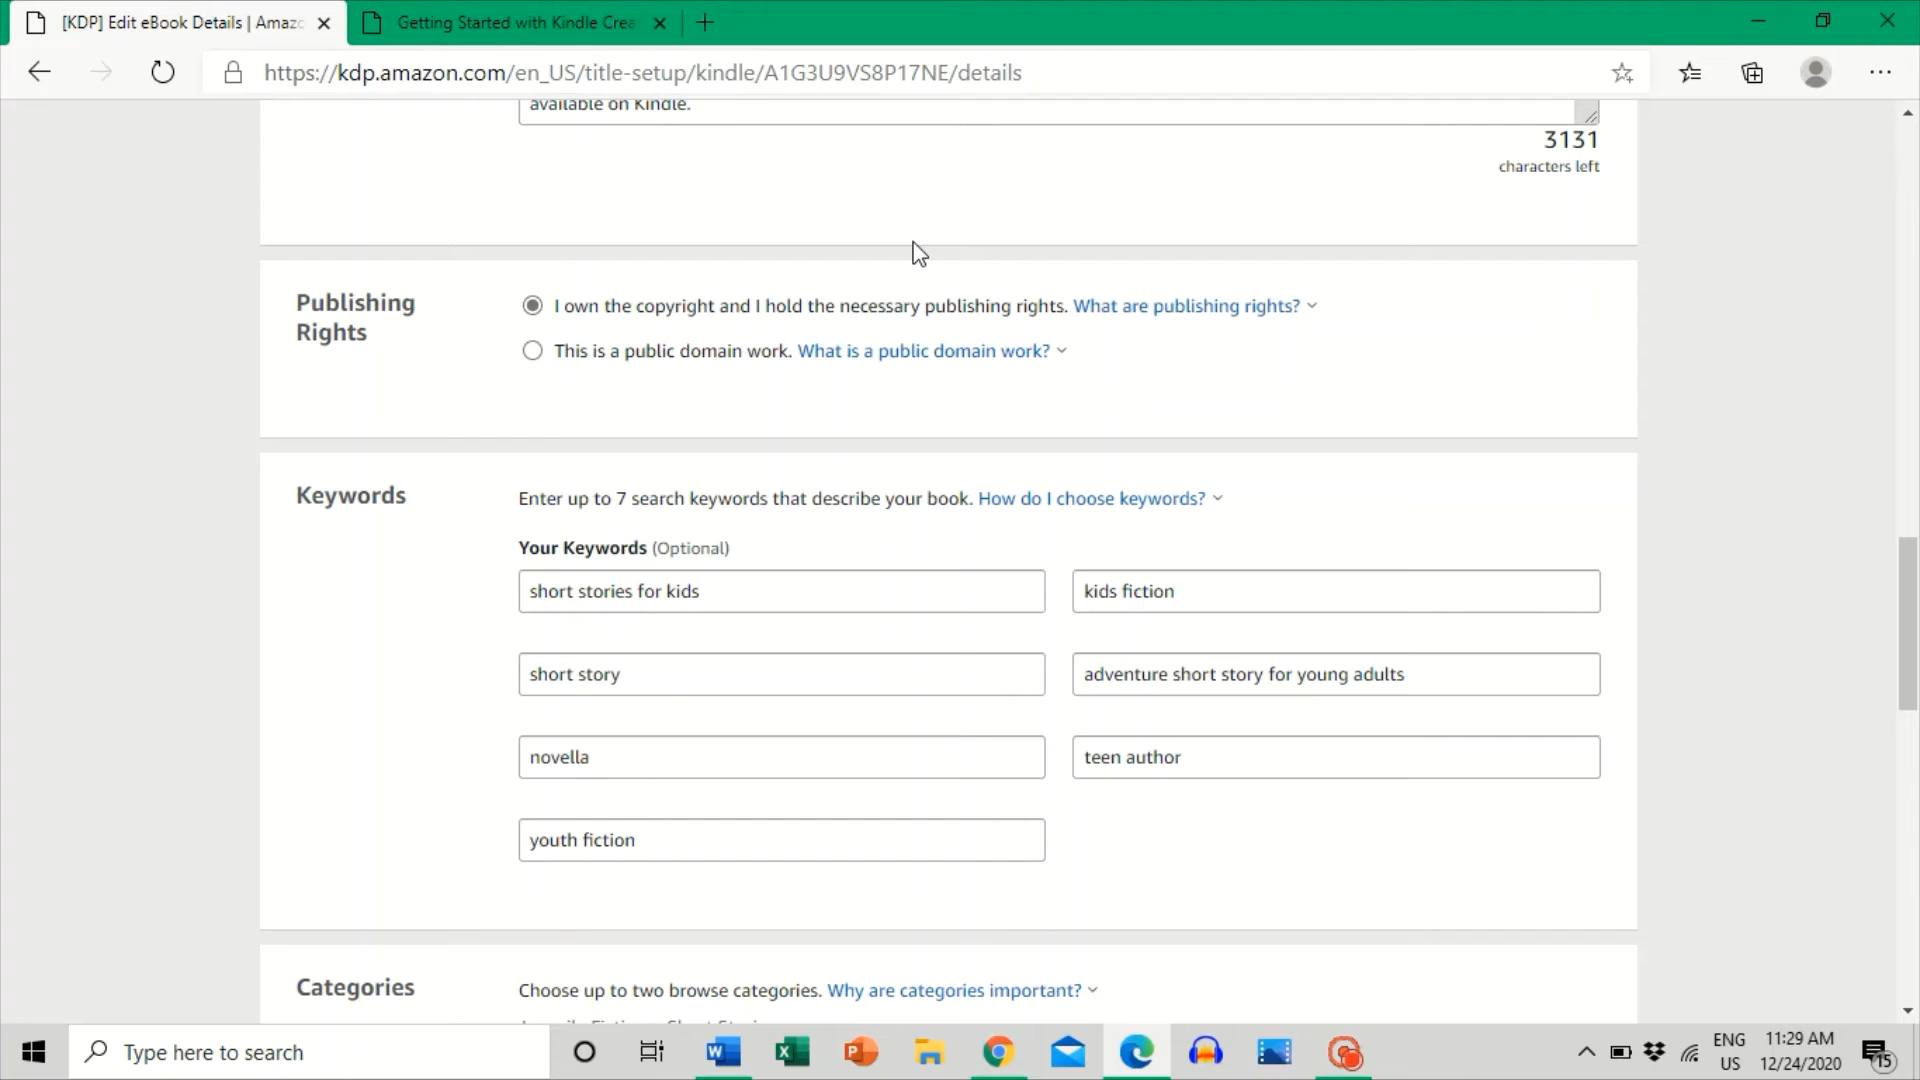 [KDP] Edit eBook Details | Amaz
Getting Started with Kindle Crea
https://kdp.amazon.com/en_US/title-setup/kindle/A1G3U9VS8P17NE/details
available on Kindle.
3131
characters left
Publishing
Rights
I own the copyright and I hold the necessary publishing rights. What are publishing rights?
This is a public domain work. What is a public domain work?
Keywords
Enter up to 7 search keywords that describe your book. How do I choose keywords?
Your Keywords (Optional)
short stories for kids
kids fiction
short story
adventure short story for young adults
novella
teen author
youth fiction
Categories
Choose up to two browse categories. Why are categories important?
Type here to search
ENG
US
11:29 AM
12/24/2020
15